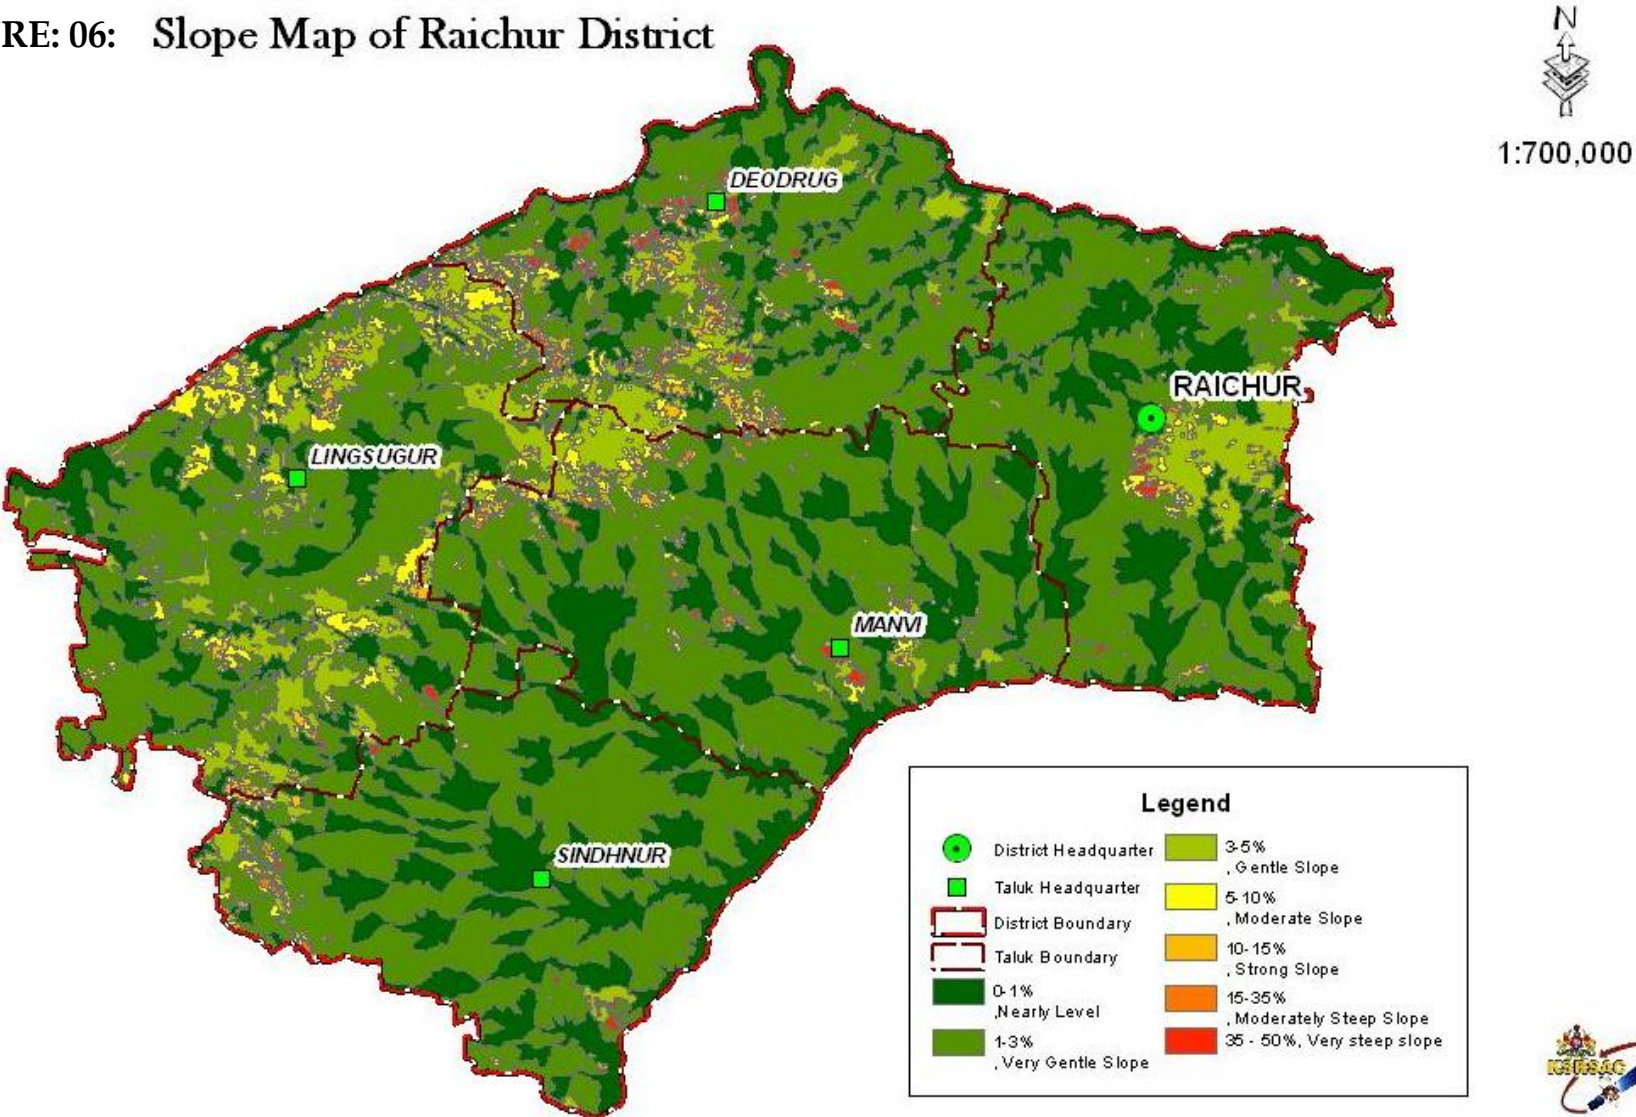 RE: 06: Slope Map of Raichur District
N
1:700,000
DEODRUG
RAICHUR
LINGSUGUR
MANVI
SINDHNUR
Legend
District Headquarter
Taluk Headquarter
District Boundary
Taluk Boundary
0-1%
,Nearly Level
1-3%
, Very Gentle Slope
3-5%
, Gentle Slope
5-10%
, Moderate Slope
10-15%
, Strong Slope
15-35%
, Moderately Steep Slope
35 - 50%, Very steep slope
KSRSAC